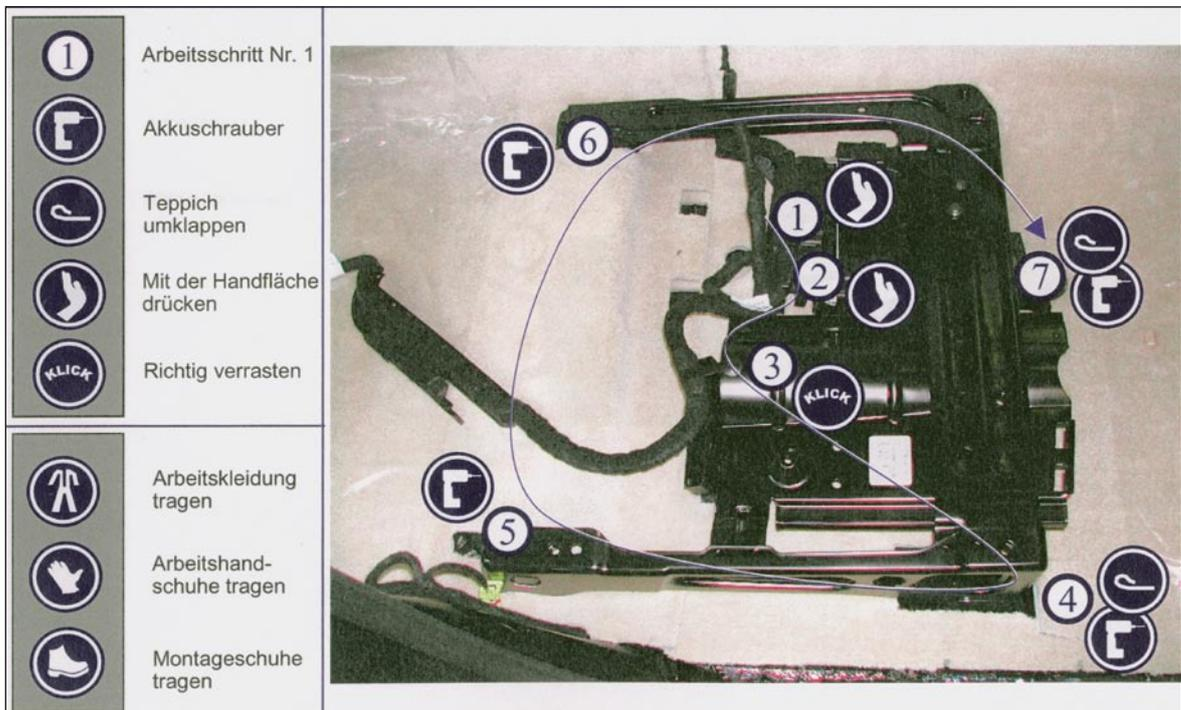 1
Arbeitsschritt Nr. 1
Akkuschrauber
Teppich
umklappen
Mit der Handfläche
drücken
KLICK
Richtig verrasten
Arbeitskleidung
tragen
Arbeitshand-
schuhe tragen
Montageschuhe
tragen
6
1
2
7
3
KLICK
5
4